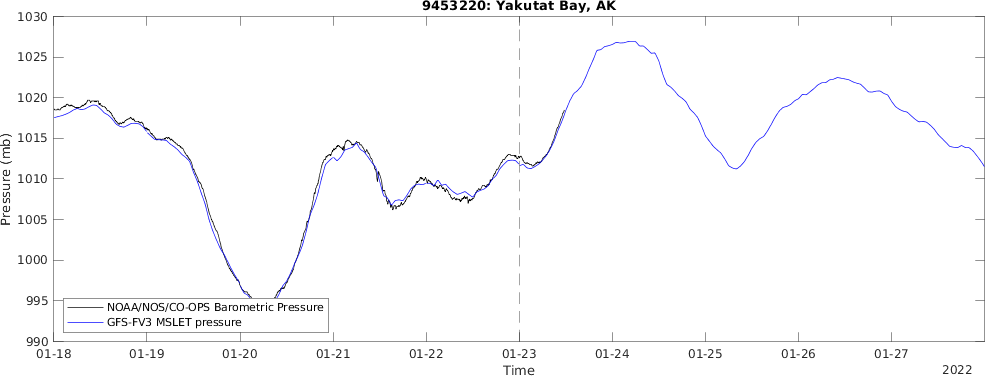 9453220: Yakutat Bay, AK
1030
1025
1020
1015
1010
1005
1000
995
990
Pressure (mb)
NOAA/NOS/CO-OPS Barometric Pressure
GFS-FV3 MSLET pressure
01-18 01-19 01-20 01-21 01-22 01-23 01-24 01-25 01-26 01-27
Time
2022